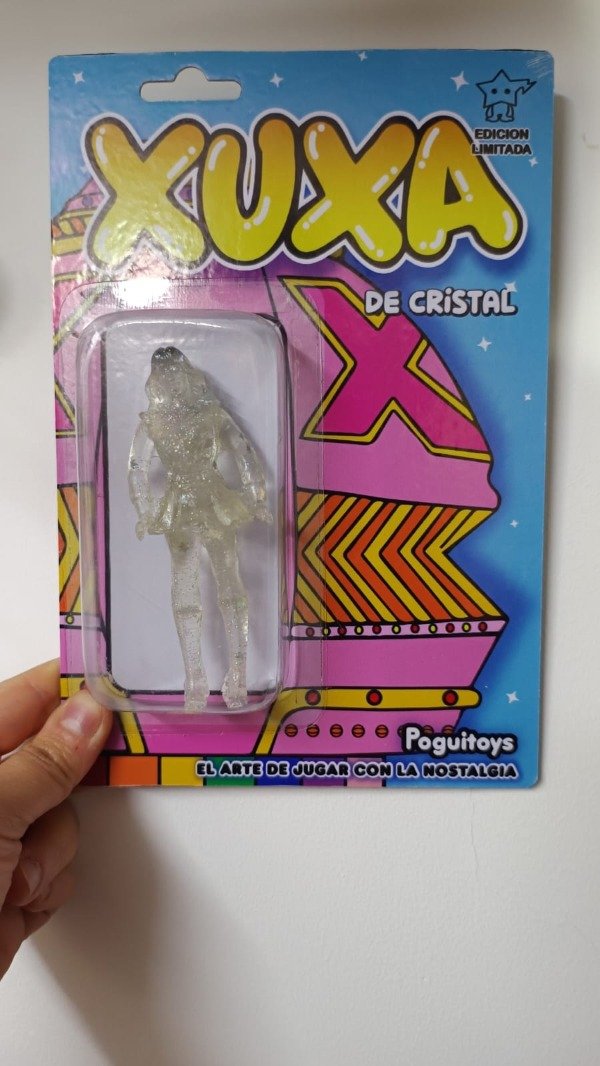 EDICION
LIMITADA
XUXA
DE CRiSTAL
X
Poguitoys
EL ARTE DE JUGAR CON LA NOSTALGIA